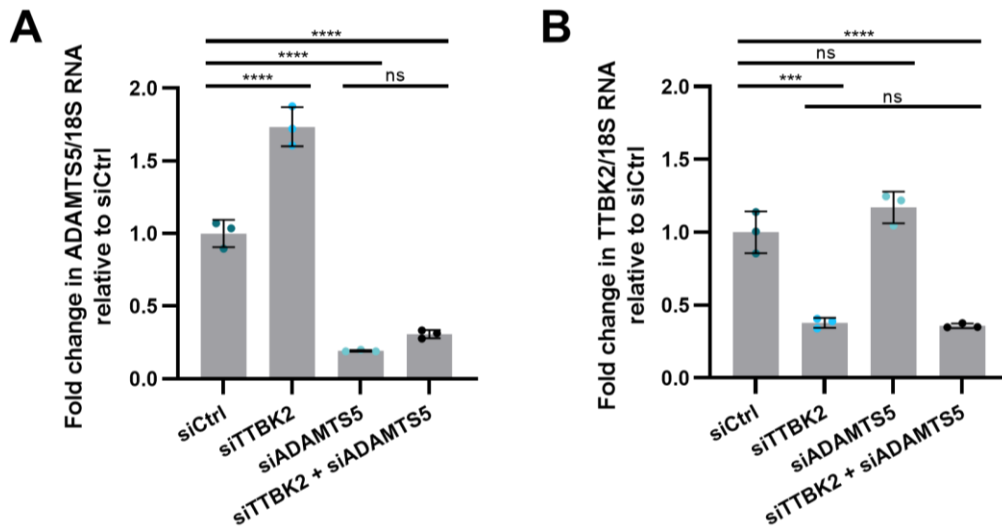 A
Fold change in ADAMTS5/18S RNA
relative to siCtrl
****
****
****
ns
2.0
1.5
1.0
0.5
0.0
siCtrl
siTTBK2
siADAMTS5
siTTBK2 + siADAMTS5
B
Fold change in TTBK2/18S RNA
relative to siCtrl
****
ns
***
ns
2.0
1.5
1.0
0.5
0.0
siCtrl
siTTBK2
siADAMTS5
siTTBK2 + siADAMTS5